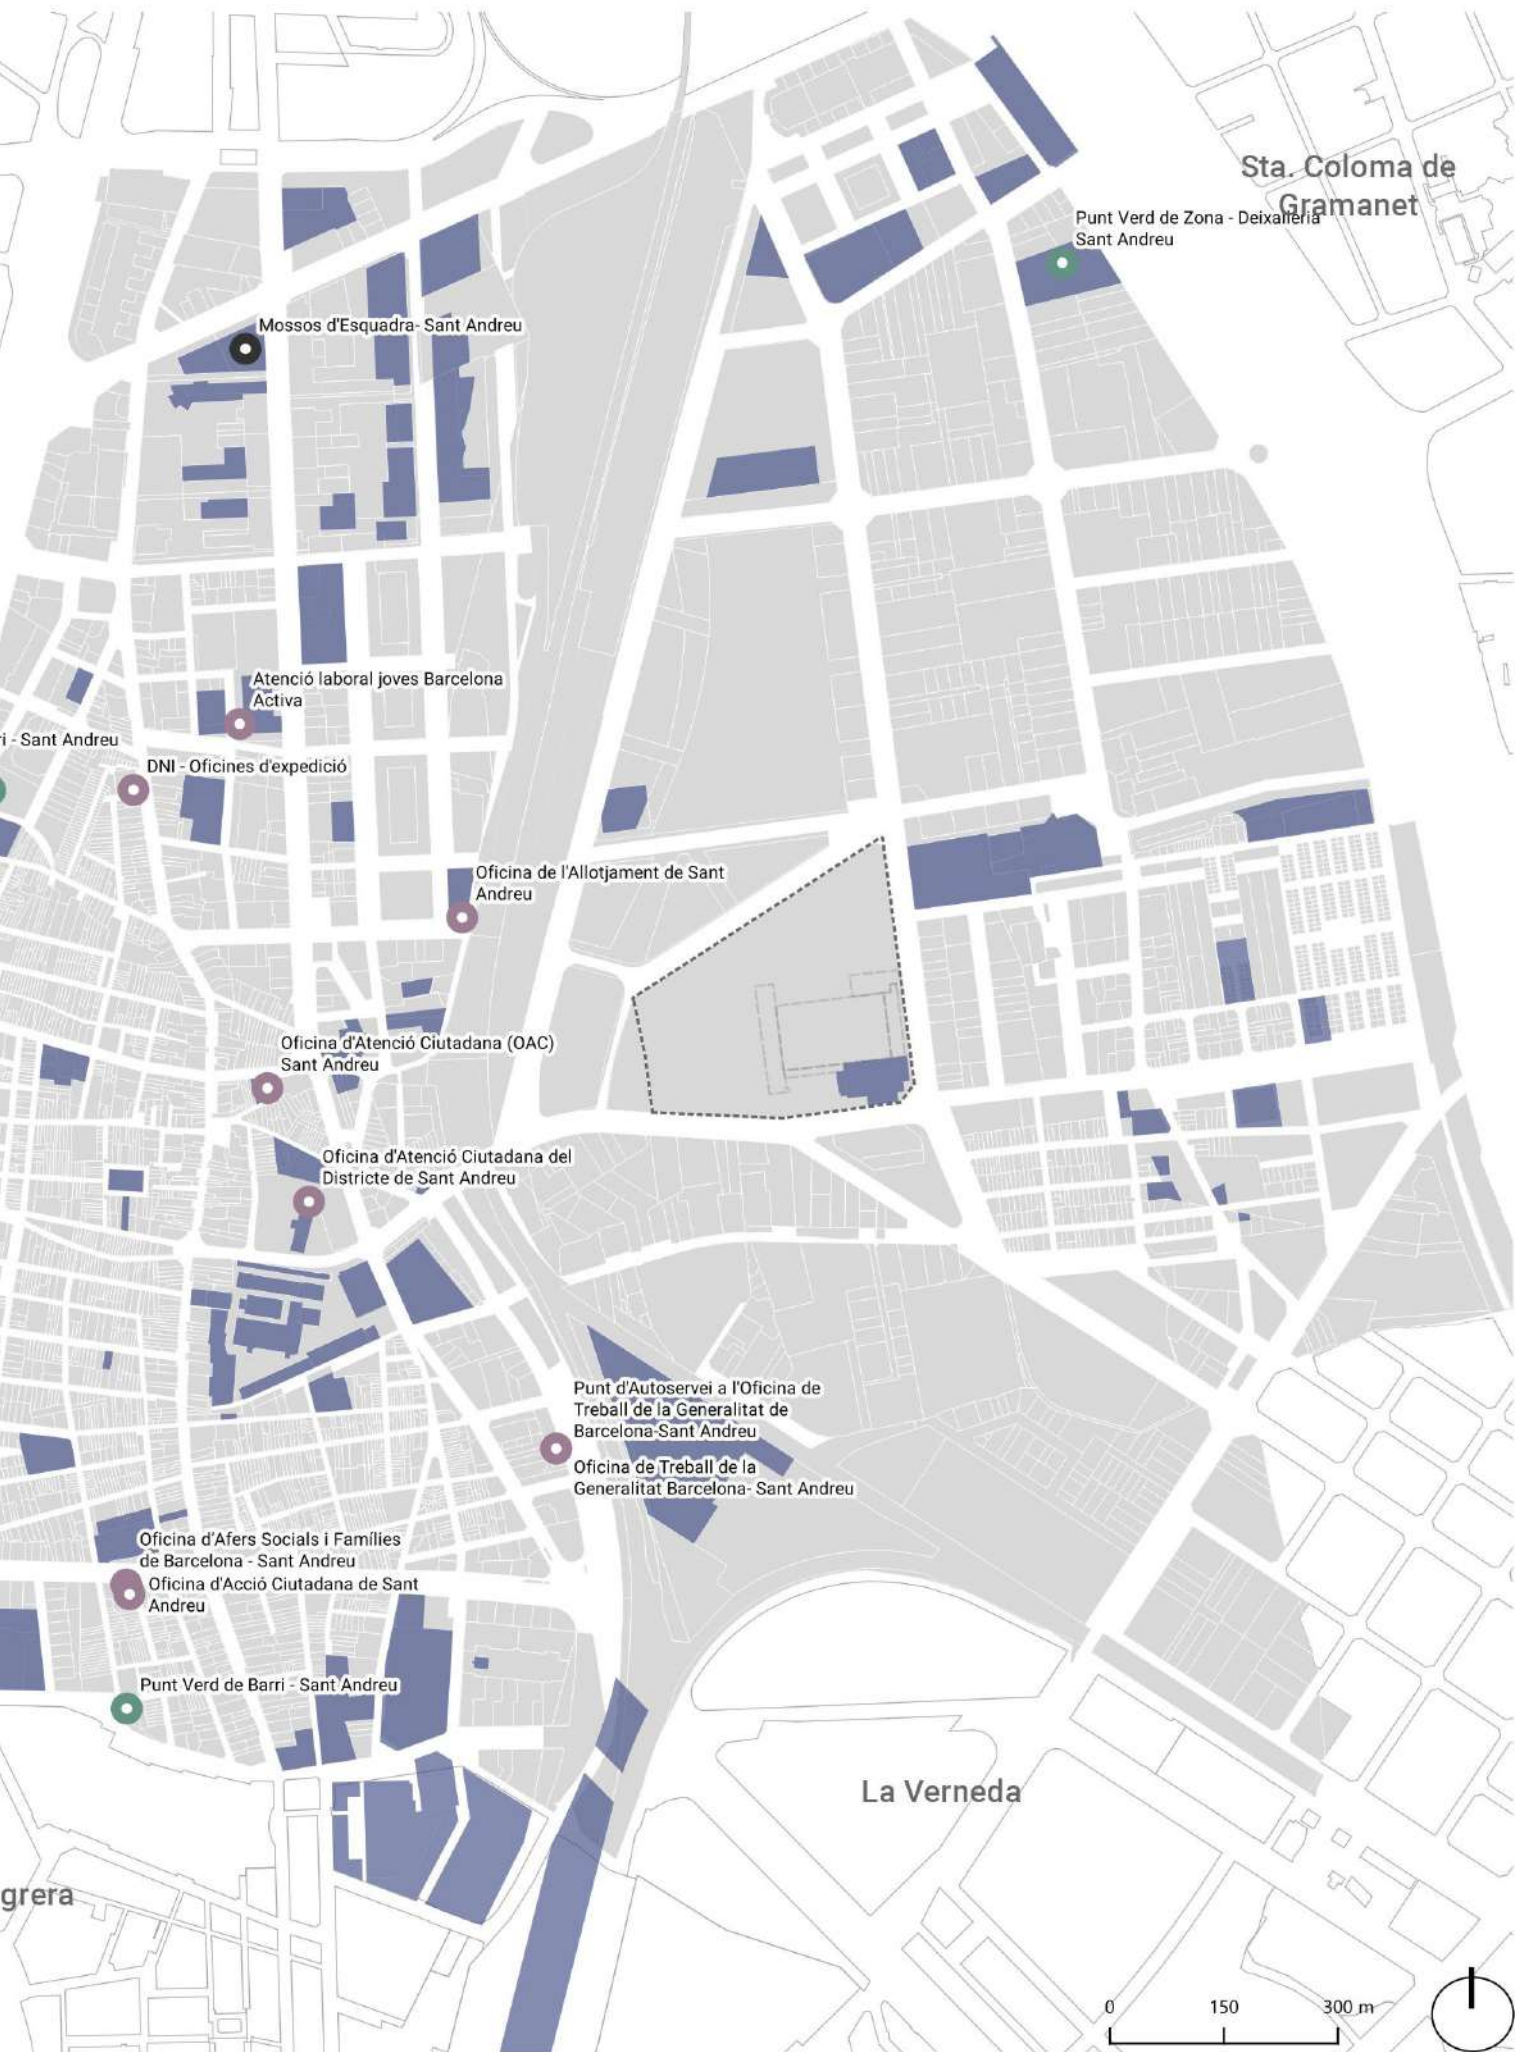 Sta. Coloma de
Gramanet
Punt Verd de Zona - Deixalleria
Sant Andreu
Mossos d'Esquadra- Sant Andreu
Atenció laboral joves Barcelona
Activa
ri - Sant Andreu
DNI - Oficines d'expedició
Oficina de l'Allotjament de Sant
Andreu
Oficina d'Atenció Ciutadana (OAC)
Sant Andreu
Oficina d'Atenció Ciutadana del
Districte de Sant Andreu
Punt d'Autoservei a l'Oficina de
Treball de la Generalitat de
Barcelona-Sant Andreu
Oficina de Treball de la
Generalitat Barcelona- Sant Andreu
Oficina d'Afers Socials i Famílies
de Barcelona - Sant Andreu
Oficina d'Acció Ciutadana de Sant
Andreu
Punt Verd de Barri - Sant Andreu
La Verneda
grera
0 150 300 m